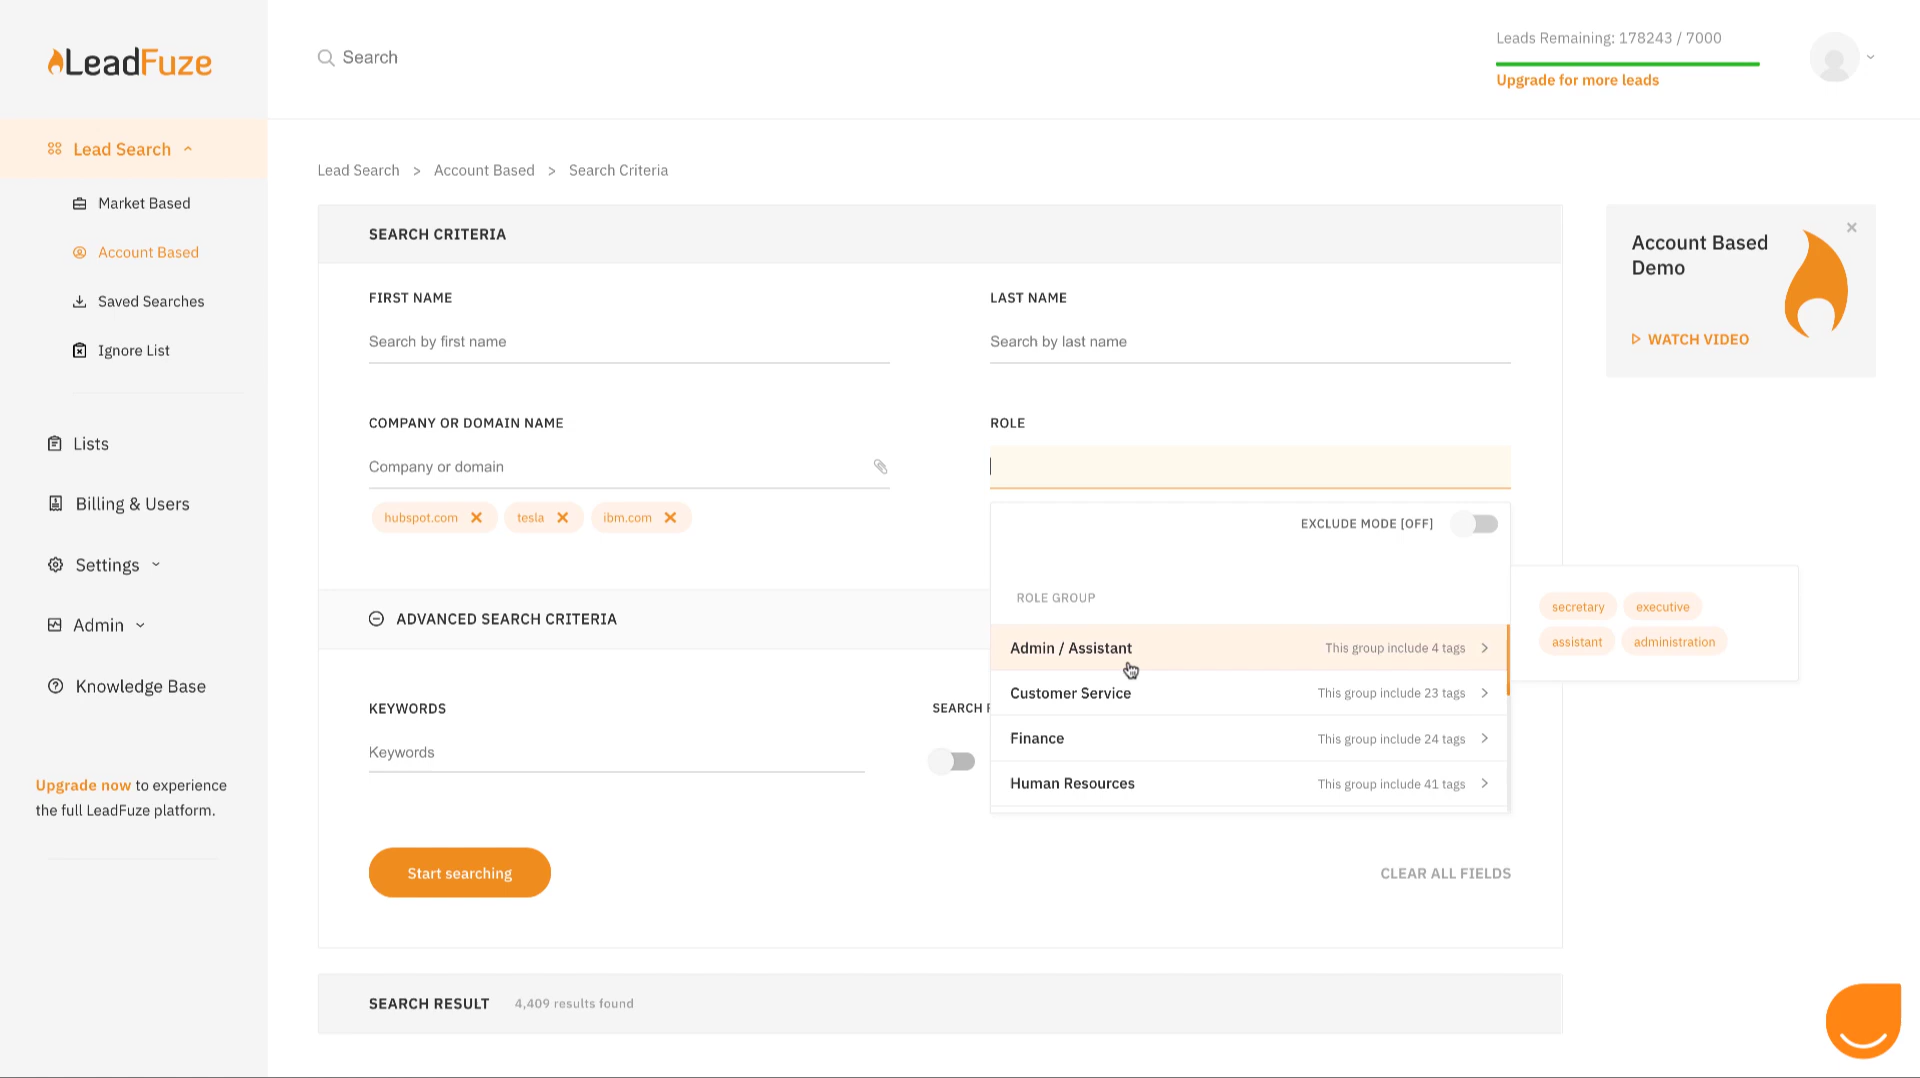 LeadFuze
Search
Leads Remaining: 178243 / 7000
Upgrade for more leads
Lead Search
Market Based
Account Based
Saved Searches
Ignore List
Lists
Billing & Users
Settings
Admin
Knowledge Base
Upgrade now to experience
the full LeadFuze platform.
Lead Search > Account Based > Search Criteria
SEARCH CRITERIA
FIRST NAME
Search by first name
LAST NAME
Search by last name
COMPANY OR DOMAIN NAME
Company or domain
hubspot.com
tesla
ibm.com
ROLE
EXCLUDE MODE [OFF]
ROLE GROUP
Admin / Assistant This group include 4 tags
Customer Service This group include 23 tags
Finance This group include 24 tags
Human Resources This group include 41 tags
secretary executive
assistant administration
ADVANCED SEARCH CRITERIA
KEYWORDS
Keywords
SEARCH
Start searching
CLEAR ALL FIELDS
SEARCH RESULT 4,409 results found
Account Based
Demo
WATCH VIDEO